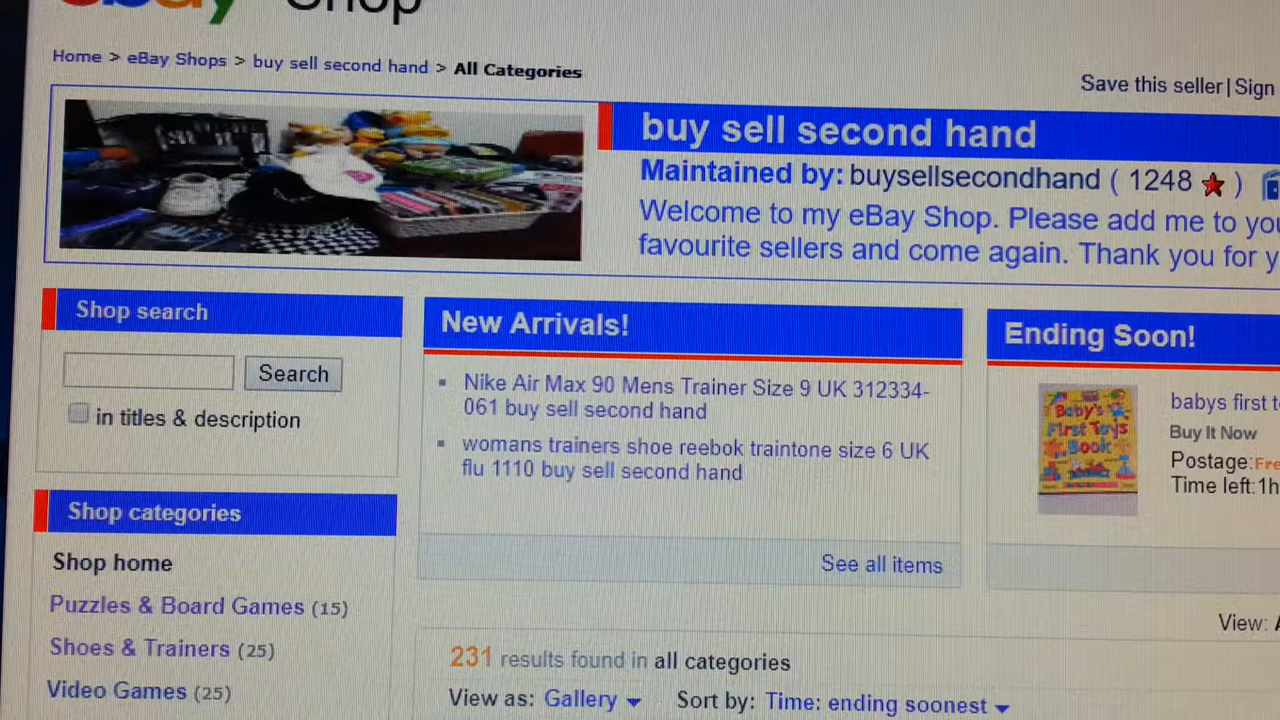 ebay Shop
Home > eBay Shops > buy sell second hand > All Categories
Save this seller | Sign
buy sell second hand
Maintained by: buysellsecondhand ( 1248 )
Welcome to my eBay Shop. Please add me to you
favourite sellers and come again. Thank you for y
Shop search
Search
in titles & description
Shop categories
Shop home
Puzzles & Board Games (15)
Shoes & Trainers (25)
Video Games (25)
New Arrivals!
Nike Air Max 90 Mens Trainer Size 9 UK 312334-
061 buy sell second hand
womans trainers shoe reebok traintone size 6 UK
flu 1110 buy sell second hand
See all items
Ending Soon!
Baby's
First Toys
Book
babys first to
Buy It Now
Postage: Fre
Time left: 1h
View: A
231 results found in all categories
View as: Gallery
Sort by: Time: ending soonest